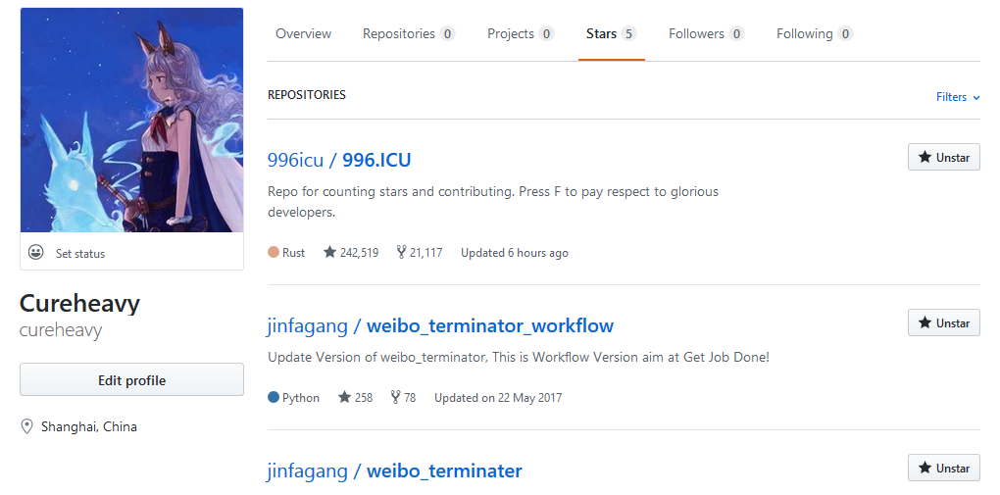 Overview Repositories 0 Projects 0 Stars 5 Followers 0 Following 0
REPOSITORIES
Filters
996icu / 996.ICU
Unstar
Repo for counting stars and contributing. Press F to pay respect to glorious
developers.
Rust 242,519 21,117 Updated 6 hours ago
Set status
Cureheavy
cureheavy
Edit profile
Shanghai, China
jinfagang / weibo_terminator_workflow
Unstar
Update Version of weibo_terminator, This is Workflow Version aim at Get Job Done!
Python 258 78 Updated on 22 May 2017
jinfagang / weibo_terminater
Unstar